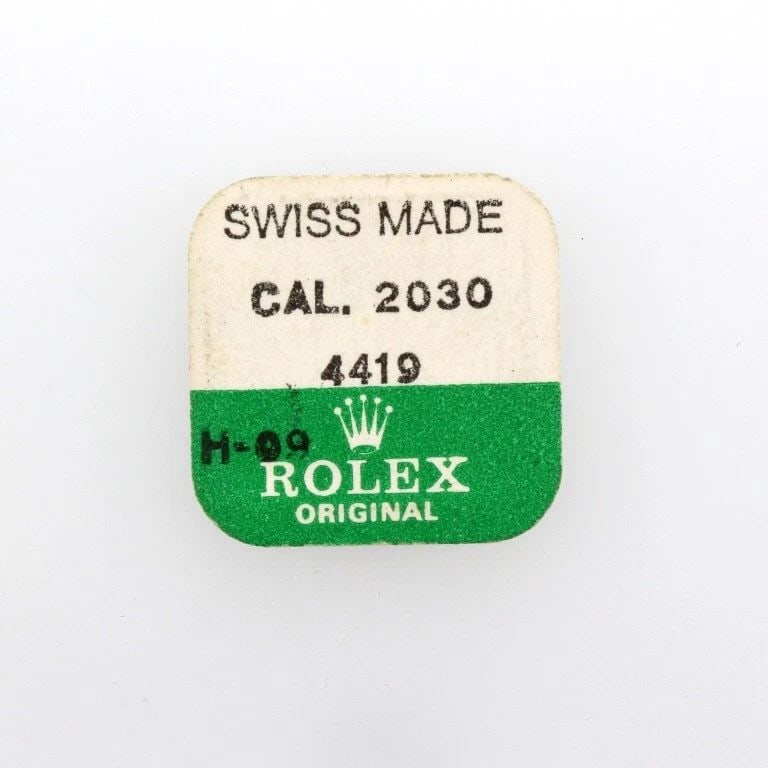 SWISS MADE
CAL. 2030
4419
H-09
ROLEX
ORIGINAL